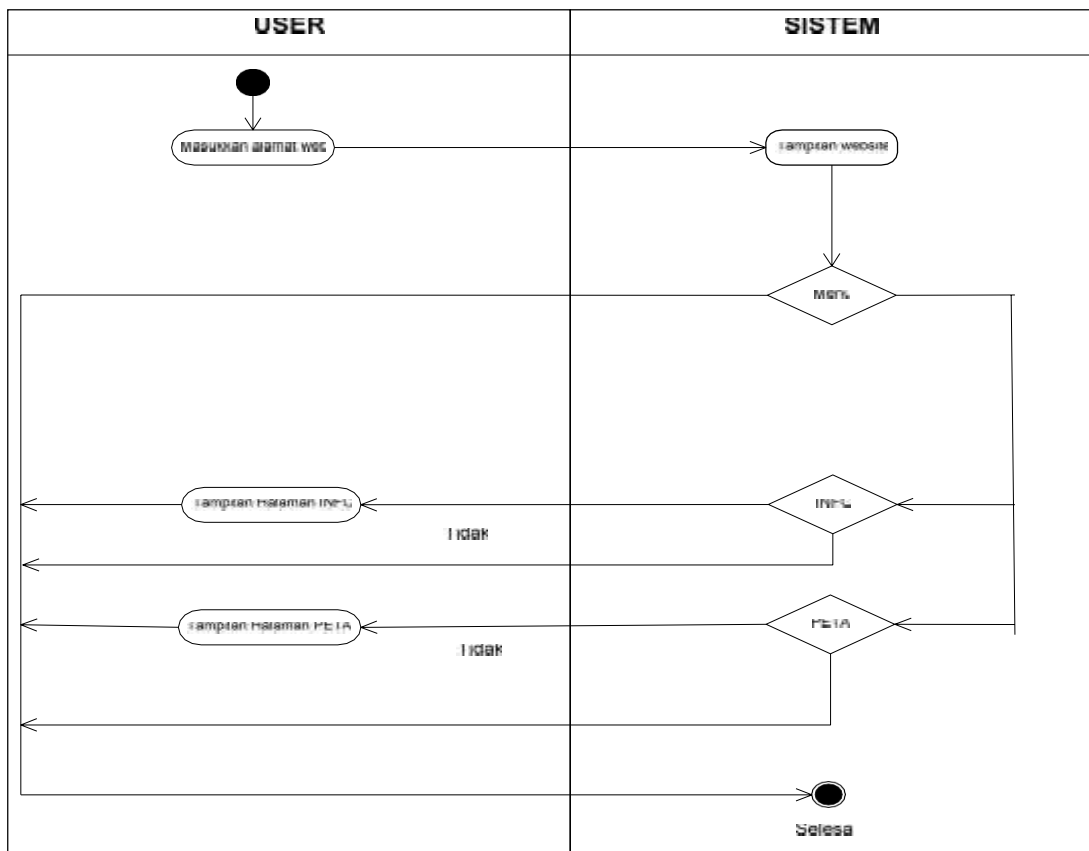 USER
SISTEM
Masukkan alamat web
Tampilan website
Menu
Tampilan Halaman INFO
INFO
Tidak
Tampilan Halaman PETA
PETA
Tidak
Selesa